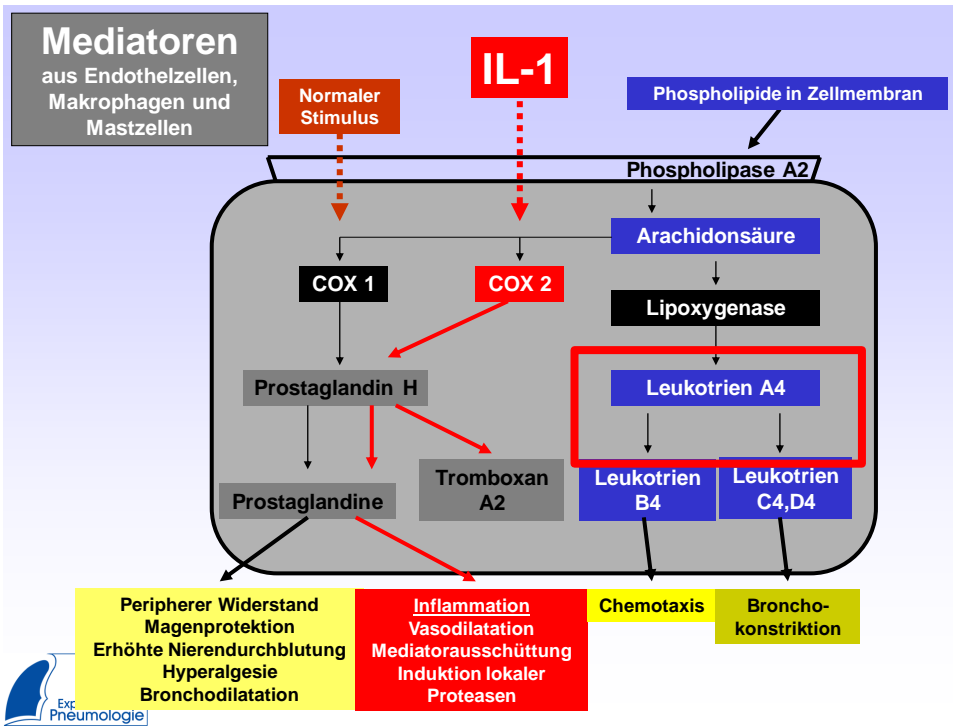 Mediatoren
aus Endothelzellen,
Makrophagen und
Mastzellen
IL-1
Normaler
Stimulus
Phospholipide in Zellmembran
Phospholipase A2
Arachidonsäure
COX 1
COX 2
Lipoxygenase
Prostaglandin H
Leukotrien A4
Prostaglandine
Tromboxan
A2
Leukotrien
B4
Leukotrien
C4,D4
Peripherer Widerstand
Magenprotektion
Erhöhte Nierendurchblutung
Hyperalgesie
Bronchodilatation
Inflammation
Vasodilatation
Mediatorausschüttung
Induktion lokaler
Proteasen
Chemotaxis
Broncho-
konstriktion
Pneumologie